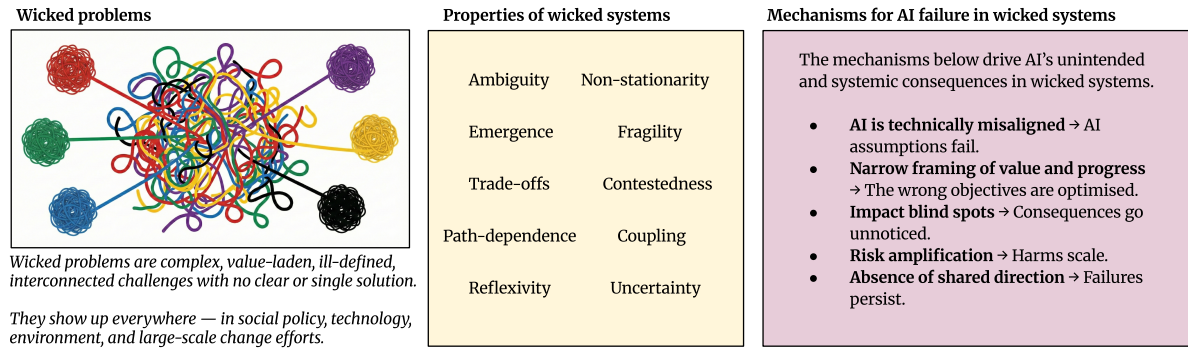 Wicked problems
Wicked problems are complex, value-laden, ill-defined,
interconnected challenges with no clear or single solution.
They show up everywhere — in social policy, technology,
environment, and large-scale change efforts.
Properties of wicked systems
Ambiguity Non-stationarity
Emergence Fragility
Trade-offs Contestedness
Path-dependence Coupling
Reflexivity Uncertainty
Mechanisms for AI failure in wicked systems
The mechanisms below drive AI’s unintended
and systemic consequences in wicked systems.
● AI is technically misaligned → AI
assumptions fail.
● Narrow framing of value and progress
→ The wrong objectives are optimised.
● Impact blind spots → Consequences go
unnoticed.
● Risk amplification → Harms scale.
● Absence of shared direction → Failures
persist.